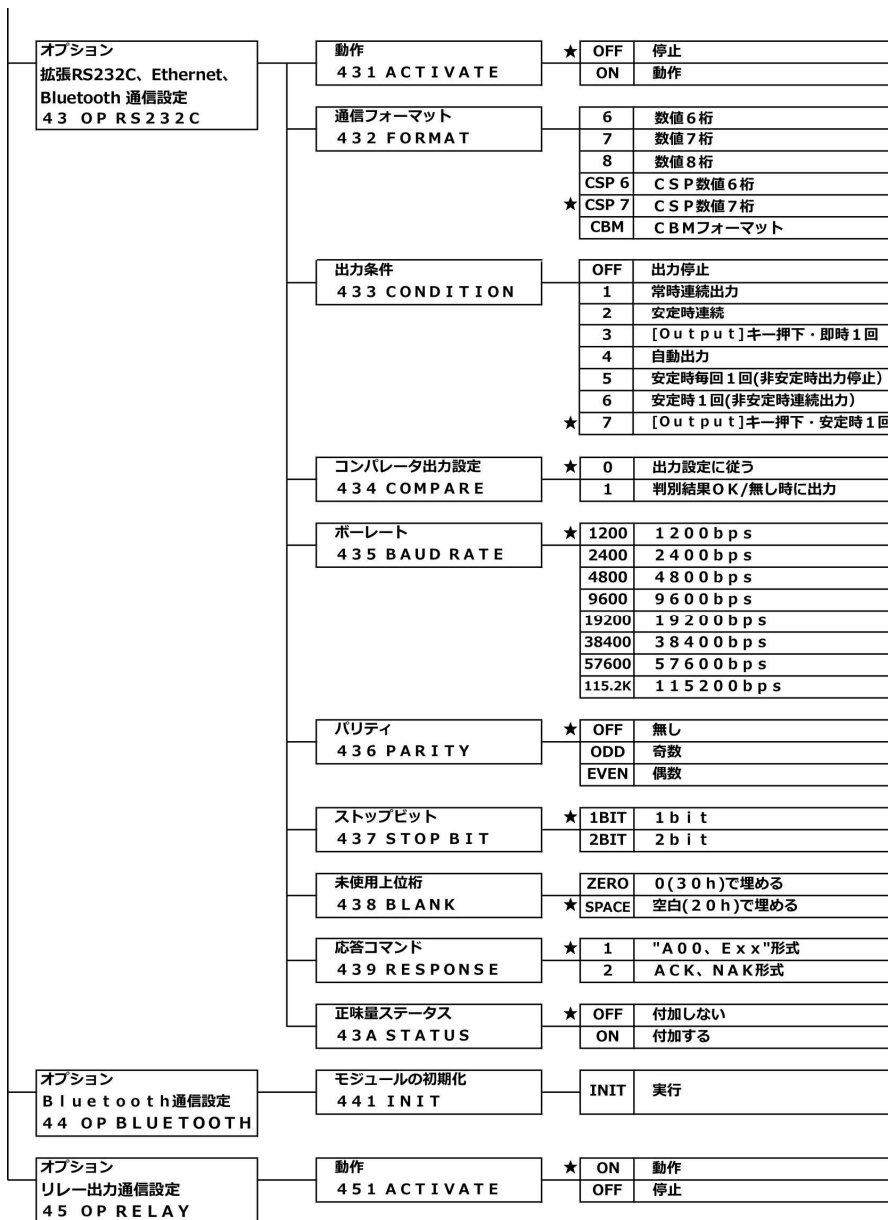 オプション
拡張RS232C、Ethernet、
Bluetooth 通信設定
43 OP RS232C
動作
431 ACTIVATE
★ OFF 停止
ON 動作
通信フォーマット
432 FORMAT
6 数値6桁
7 数値7桁
8 数値8桁
CSP 6 CSP数値6桁
★ CSP 7 CSP数値7桁
CBM CBMフォーマット
出力条件
433 CONDITION
OFF 出力停止
1 常時連続出力
2 安定時連続
3 [Output]キー押下・即時1回
4 自動出力
5 安定時毎回1回(非安定時出力停止)
6 安定時1回(非安定時連続出力)
★ 7 [Output]キー押下・安定時1回
コンパレータ出力設定
434 COMPARE
★ 0 出力設定に従う
1 判別結果OK/無し時に出力
ボーレート
435 BAUD RATE
★ 1200 1200bps
2400 2400bps
4800 4800bps
9600 9600bps
19200 19200bps
38400 38400bps
57600 57600bps
115.2K 115200bps
パリティ
436 PARITY
★ OFF 無し
ODD 奇数
EVEN 偶数
ストップビット
437 STOP BIT
★ 1BIT 1bit
2BIT 2bit
未使用上位桁
438 BLANK
ZERO 0(30h)で埋める
★ SPACE 空白(20h)で埋める
応答コマンド
439 RESPONSE
★ 1 "A00、Exx"形式
2 ACK、NAK形式
正味量ステータス
43A STATUS
★ OFF 付加しない
ON 付加する
オプション
Bluetooth通信設定
44 OP BLUETOOTH
モジュールの初期化
441 INIT
INIT 実行
オプション
リレー出力通信設定
45 OP RELAY
動作
451 ACTIVATE
★ ON 動作
OFF 停止